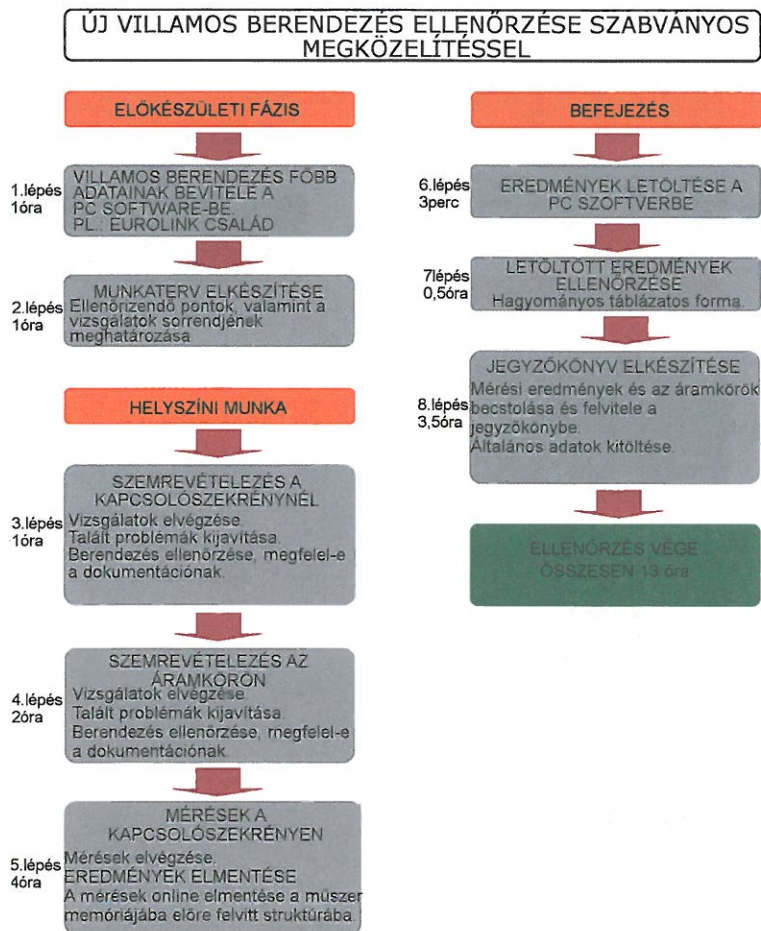 ÚJ VILLAMOS BERENDEZÉS ELLENŐRZÉSE SZABVÁNYOS
MEGKÖZELÍTÉSSEL
ELŐKÉSZÜLETI FÁZIS
1.lépés
1óra
VILLAMOS BERENDEZÉS FŐBB
ADATAINAK BEVITELE A
PC SOFTWARE-BE.
PL.: EUROLINK CSALÁD
2.lépés
1óra
MUNKATERV ELKÉSZÍTÉSE
Ellenőrizendő pontok, valamint a
vizsgálatok sorrendjének
meghatározása
HELYSZÍNI MUNKA
3.lépés
1óra
SZEMREVÉTELEZÉS A
KAPCSOLÓSZEKRÉNYNÉL
Vizsgálatok elvégzése.
Talált problémák kijavítása.
Berendezés ellenőrzése, megfelel-e
a dokumentációnak.
4.lépés
2óra
SZEMREVÉTELEZÉS AZ
ÁRAMKÖRÖN
Vizsgálatok elvégzése.
Talált problémák kijavítása.
Berendezés ellenőrzése, megfelel-e
a dokumentációnak.
5.lépés
4óra
MÉRÉSEK A
KAPCSOLÓSZEKRÉNYEN
Mérések elvégzése.
EREDMÉNYEK ELMENTÉSE
A mérések online elmentése a műszer
memóriájába előre felvitt struktúrába.
BEFEJEZÉS
6.lépés
3perc
EREDMÉNYEK LETÖLTÉSE A
PC SZOFTVERBE
7lépés
0,5óra
LETÖLTÖTT EREDMÉNYEK
ELLENŐRZÉSE
Hagyományos táblázatos forma.
8.lépés
3,5óra
JEGYZŐKÖNYV ELKÉSZÍTÉSE
Mérési eredmények és az áramkörök
becstolása és felvitele a
jegyzőkönybe.
Általános adatok kitöltése.
ELLENŐRZÉS VÉGE
ÖSSZESEN 13 óra